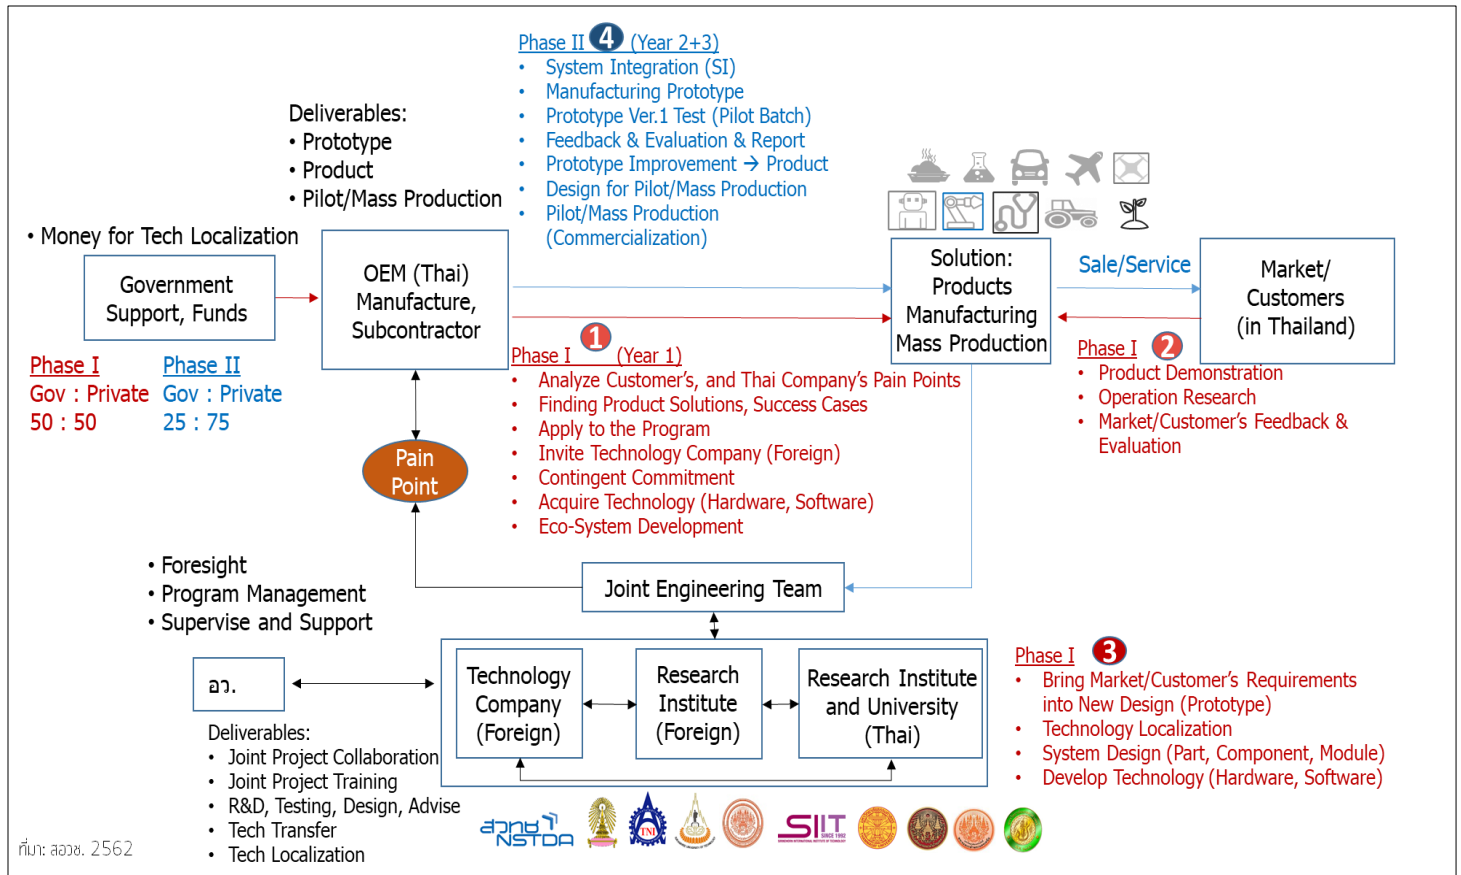 Phase II 4 (Year 2+3)
• System Integration (SI)
• Manufacturing Prototype
• Prototype Ver.1 Test (Pilot Batch)
• Feedback & Evaluation & Report
• Prototype Improvement → Product
• Design for Pilot/Mass Production
• Pilot/Mass Production
(Commercialization)
Deliverables:
• Prototype
• Product
• Pilot/Mass Production
• Money for Tech Localization
Government
Support, Funds
OEM (Thai)
Manufacture,
Subcontractor
Solution:
Products
Manufacturing
Mass Production
Sale/Service
Market/
Customers
(in Thailand)
Phase I
Gov : Private
50 : 50
Phase II
Gov : Private
25 : 75
Phase I 1 (Year 1)
• Analyze Customer's, and Thai Company's Pain Points
• Finding Product Solutions, Success Cases
• Apply to the Program
• Invite Technology Company (Foreign)
• Contingent Commitment
• Acquire Technology (Hardware, Software)
• Eco-System Development
Phase I 2
• Product Demonstration
• Operation Research
• Market/Customer's Feedback &
Evaluation
Pain
Point
• Foresight
• Program Management
• Supervise and Support
Joint Engineering Team
อว.
Technology
Company
(Foreign)
Research
Institute
(Foreign)
Research Institute
and University
(Thai)
Phase I 3
• Bring Market/Customer's Requirements
into New Design (Prototype)
• Technology Localization
• System Design (Part, Component, Module)
• Develop Technology (Hardware, Software)
Deliverables:
• Joint Project Collaboration
• Joint Project Training
• R&D, Testing, Design, Advise
• Tech Transfer
• Tech Localization
สวทช
NSTDA
TNI
SIIT
SINCE 1992
ที่มา: สอวช. 2562